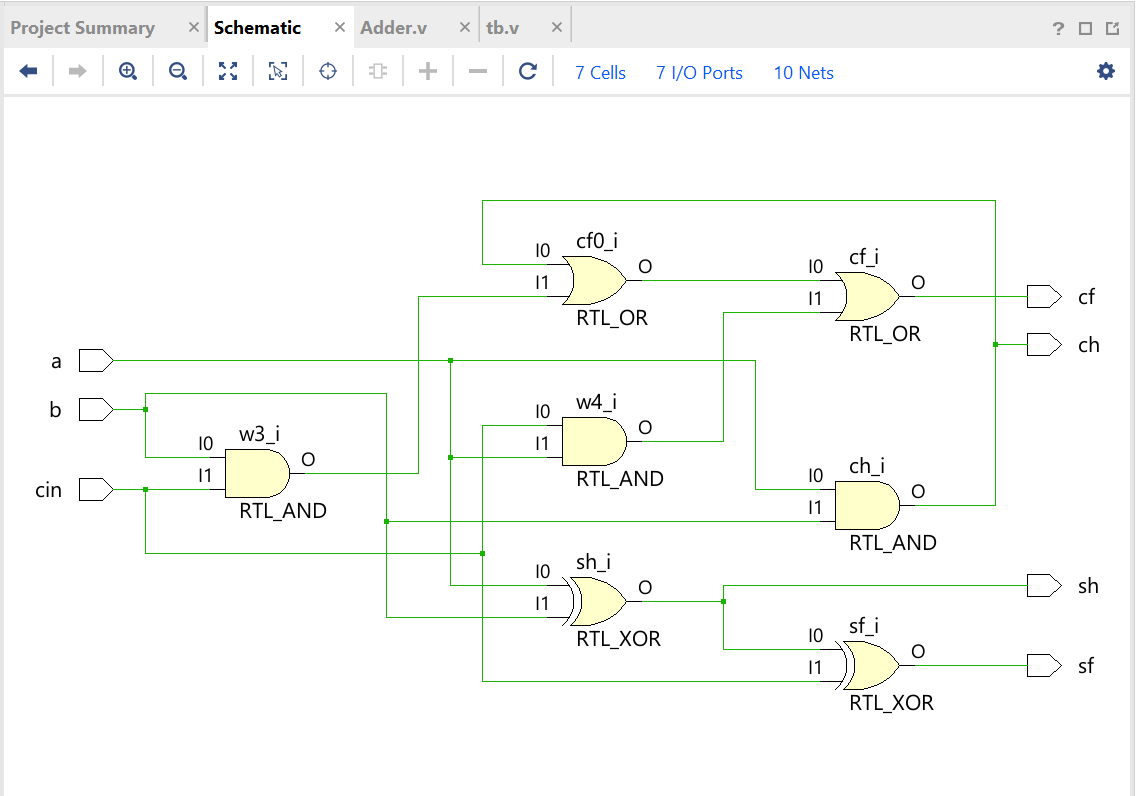 Project Summary × Schematic × Adder.v × tb.v ×
?
7 Cells 7 I/O Ports 10 Nets
cf0_i
I0 O
I1
RTL_OR
cf_i
I0 O
I1
RTL_OR
cf
ch
a
b
cin
w3_i
I0 O
I1
RTL_AND
w4_i
I0 O
I1
RTL_AND
ch_i
I0 O
I1
RTL_AND
sh_i
I0 O
I1
RTL_XOR
sh
sf_i
I0 O
I1
RTL_XOR
sf